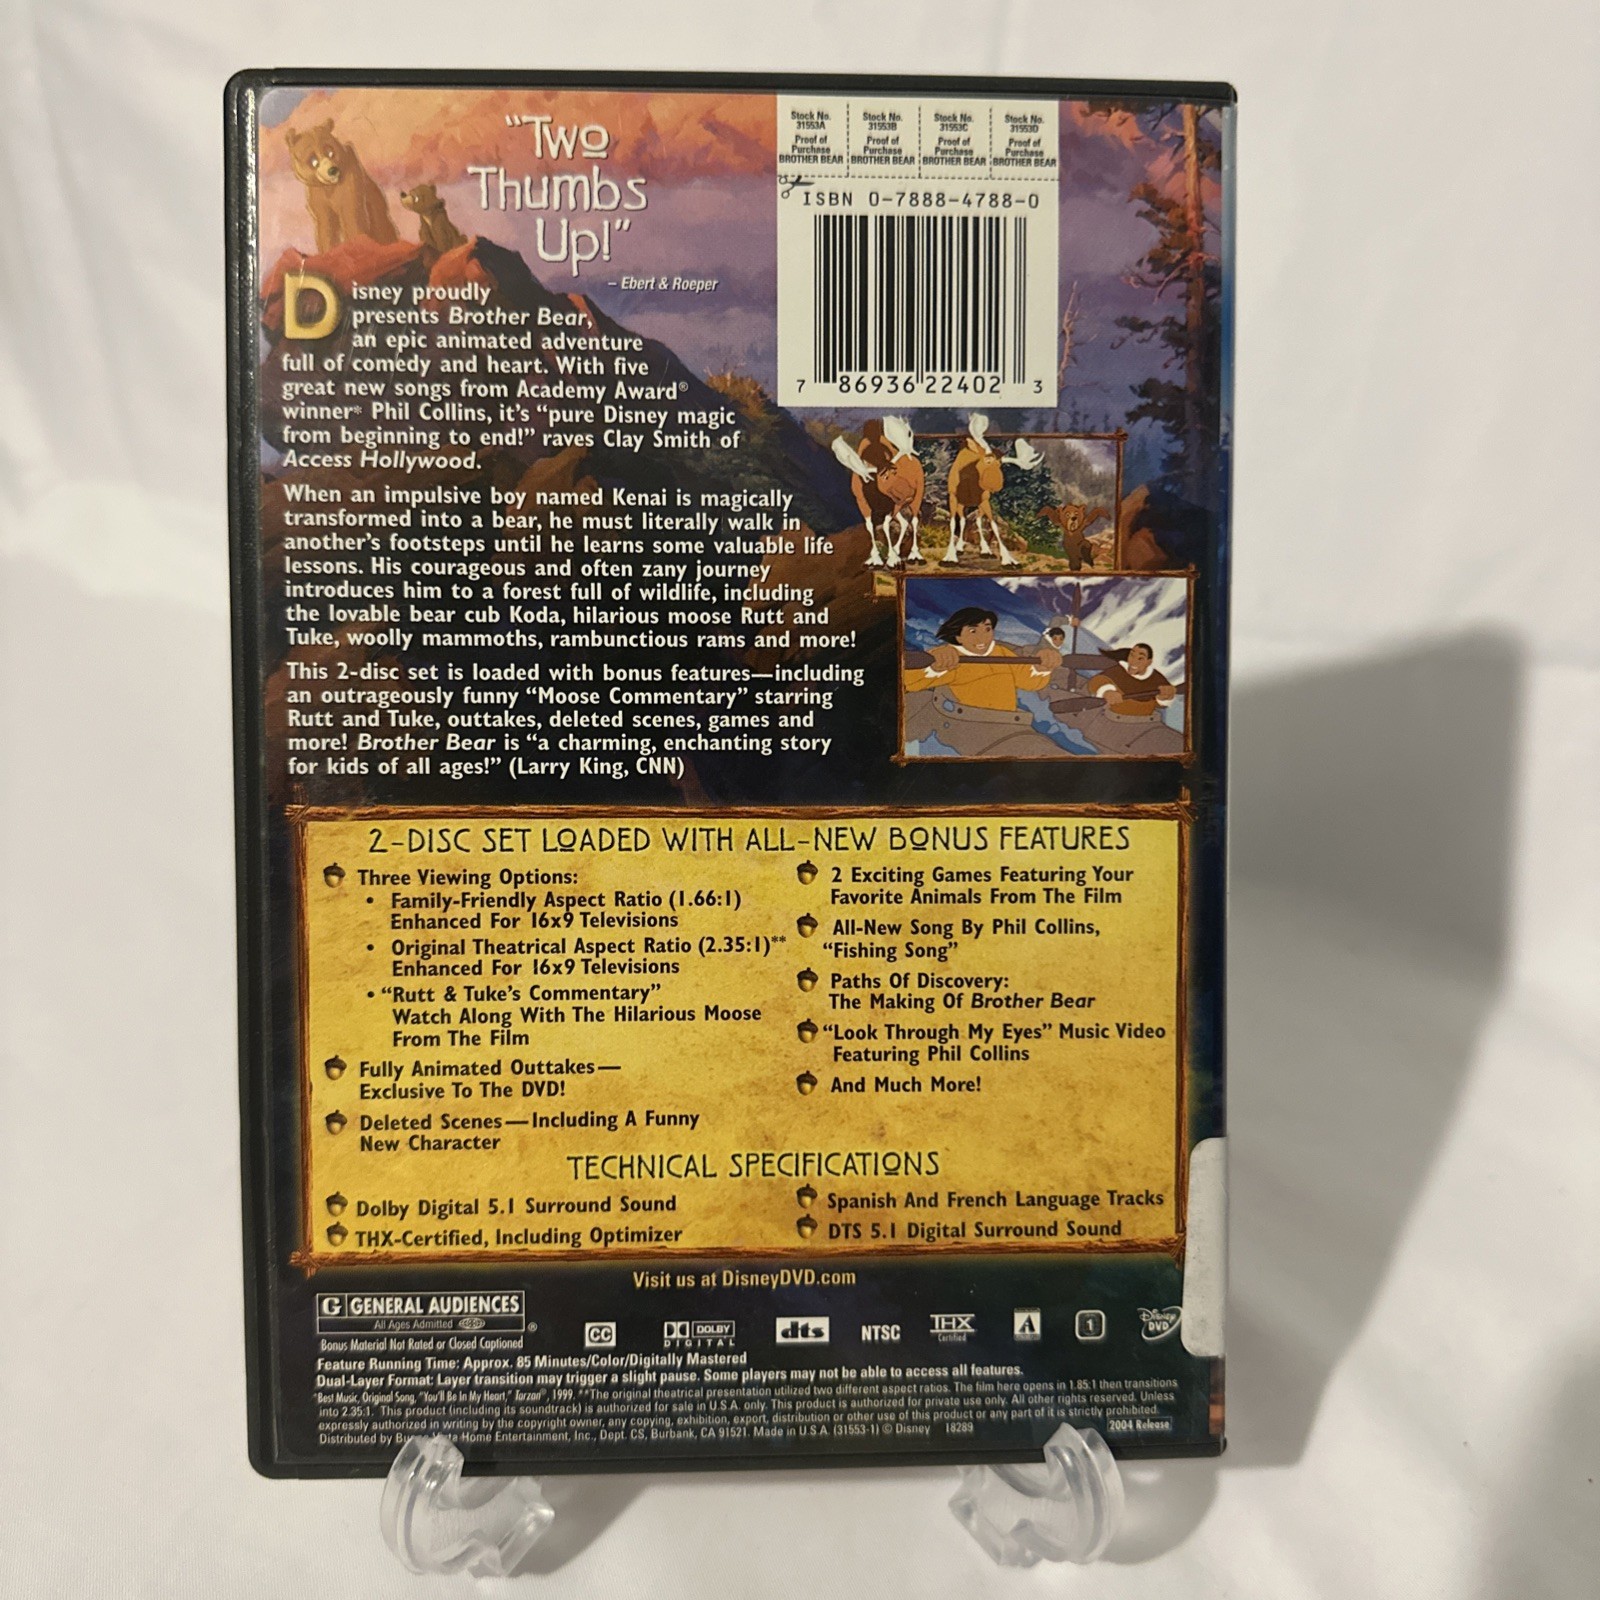 "Two
Thumbs
Up!"
– Ebert & Roeper
Stock No. 31553A Proof of Purchase BROTHER BEAR
Stock No. 31553B Proof of Purchase BROTHER BEAR
Stock No. 31553C Proof of Purchase BROTHER BEAR
Stock No. 31553D Proof of Purchase BROTHER BEAR
ISBN 0-7888-4788-0
7 86936 22402 3
Disney proudly
presents Brother Bear,
an epic animated adventure
full of comedy and heart. With five
great new songs from Academy Award®
winner* Phil Collins, it's "pure Disney magic
from beginning to end!" raves Clay Smith of
Access Hollywood.
When an impulsive boy named Kenai is magically
transformed into a bear, he must literally walk in
another's footsteps until he learns some valuable life
lessons. His courageous and often zany journey
introduces him to a forest full of wildlife, including
the lovable bear cub Koda, hilarious moose Rutt and
Tuke, woolly mammoths, rambunctious rams and more!
This 2-disc set is loaded with bonus features—including
an outrageously funny "Moose Commentary" starring
Rutt and Tuke, outtakes, deleted scenes, games and
more! Brother Bear is "a charming, enchanting story
for kids of all ages!" (Larry King, CNN)
2-DISC SET LOADED WITH ALL-NEW BONUS FEATURES
Three Viewing Options:
• Family-Friendly Aspect Ratio (1.66:1)
Enhanced For 16x9 Televisions
• Original Theatrical Aspect Ratio (2.35:1)**
Enhanced For 16x9 Televisions
• "Rutt & Tuke's Commentary"
Watch Along With The Hilarious Moose
From The Film
Fully Animated Outtakes—
Exclusive To The DVD!
Deleted Scenes—Including A Funny
New Character
2 Exciting Games Featuring Your
Favorite Animals From The Film
All-New Song By Phil Collins,
"Fishing Song"
Paths Of Discovery:
The Making Of Brother Bear
"Look Through My Eyes" Music Video
Featuring Phil Collins
And Much More!
TECHNICAL SPECIFICATIONS
Dolby Digital 5.1 Surround Sound
THX-Certified, Including Optimizer
Spanish And French Language Tracks
DTS 5.1 Digital Surround Sound
Visit us at DisneyDVD.com
G GENERAL AUDIENCES
All Ages Admitted ®
Bonus Material Not Rated or Closed Captioned
CC
DOLBY
DIGITAL
dts
NTSC
THX
Certified
A
1
Disney
DVD
Feature Running Time: Approx. 85 Minutes/Color/Digitally Mastered
Dual-Layer Format: Layer transition may trigger a slight pause. Some players may not be able to access all features.
*Best Music, Original Song, "You'll Be In My Heart," Tarzan®, 1999. **The original theatrical presentation utilized two different aspect ratios. The film here opens in 1.85:1 then transitions
into 2.35:1. This product (including its soundtrack) is authorized for sale in U.S.A. only. This product is authorized for private use only. All other rights reserved. Unless
expressly authorized in writing by the copyright owner, any copying, exhibition, export, distribution or other use of this product or any part of it is strictly prohibited.
Distributed by Home Entertainment, Inc., Dept. CS, Burbank, CA 91521. Made in U.S.A. (31553-1) © Disney 18289
2004 Release